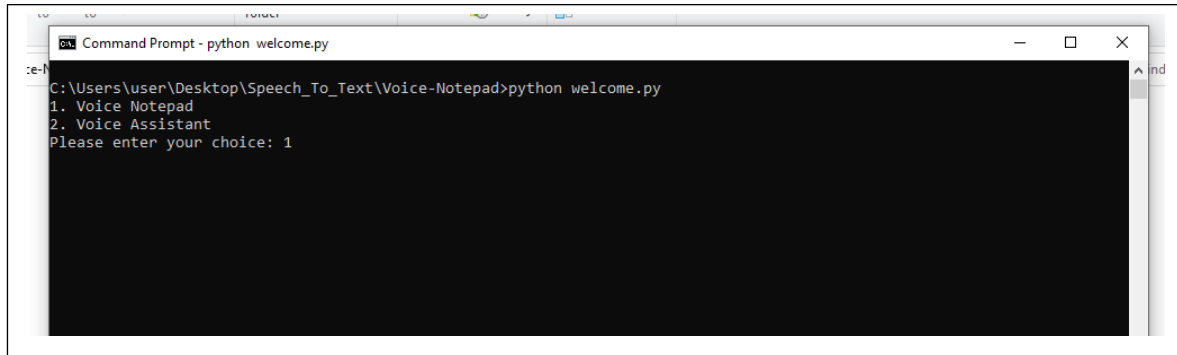 Command Prompt - python welcome.py
C:\Users\user\Desktop\Speech_To_Text\Voice-Notepad>python welcome.py
1. Voice Notepad
2. Voice Assistant
Please enter your choice: 1